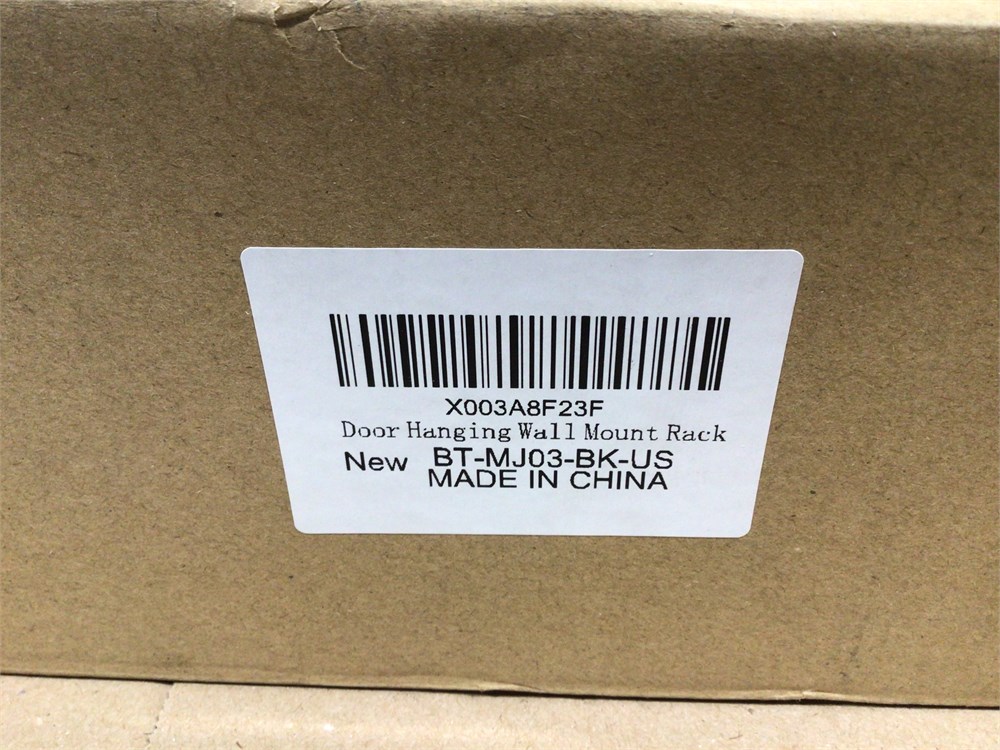 X003A8F23F
Door Hanging Wall Mount Rack
New BT-MJ03-BK-US
MADE IN CHINA